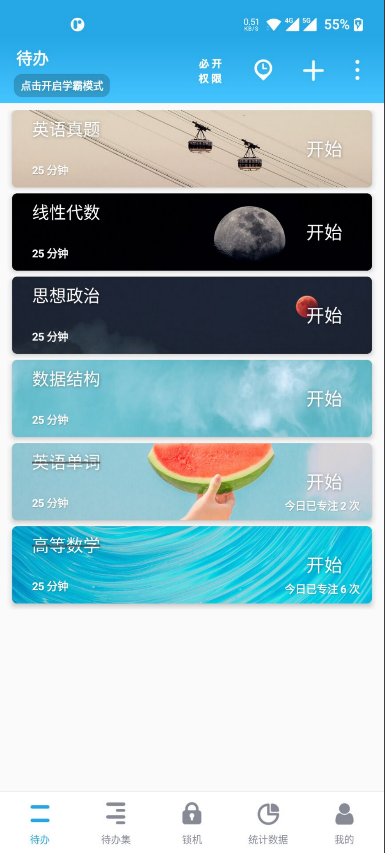 0.51
KB/S
4G
5G
55%
待办
点击开启学霸模式
必 开
权 限
英语真题
开始
25 分钟
线性代数
开始
25 分钟
思想政治
开始
25 分钟
数据结构
开始
25 分钟
英语单词
开始
25 分钟
今日已专注 2 次
高等数学
开始
25 分钟
今日已专注 6 次
待办
待办集
锁机
统计数据
我的